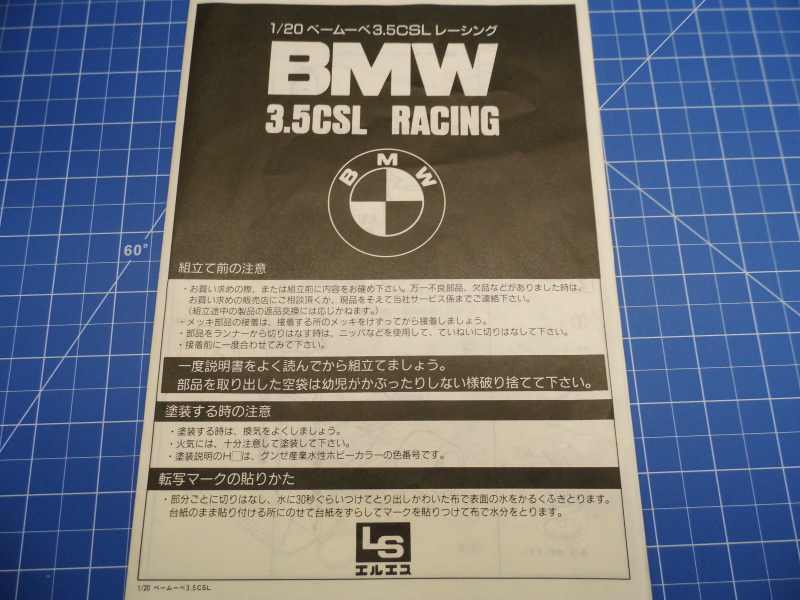 1/20 ベームーベ3.5CSL レーシング
BMW
3.5CSL RACING
BMW
60°
組立て前の注意
・お買い求めの際、または組立前に内容をお確め下さい。万一不良部品、欠品などがありました時は、
お買い求めの販売店にご相談頂くか、現品をそえて当社サービス係までご連絡下さい。
(組立途中の製品の返品交換には応じかねます。)
・メッキ部品の接着は、接着する所のメッキをけずってから接着しましょう。
・部品をランナーから切りはなす時は、ニッパなどを使用して、ていねいに切りはなして下さい。
・接着前に一度合わせてみて下さい。
一度説明書をよく読んでから組立てましょう。
部品を取り出した空袋は幼児がかぶったりしない様破り捨てて下さい。
塗装する時の注意
・塗装する時は、換気をよくしましょう。
・火気には、十分注意して塗装して下さい。
・塗装説明のH□は、グンゼ産業水性ホビーカラーの色番号です。
転写マークの貼りかた
・部分ごとに切りはなし、水に30秒ぐらいつけてとり出しかわいた布で表面の水をかるくふきとります。
台紙のまま貼り付ける所にのせて台紙をずらしてマークを貼りつけて布で水分をとります。
LS
エルエス
1/20 ベームーベ3.5CSL